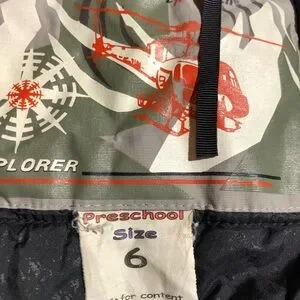 PLORER
Preschool
Size
6
for content